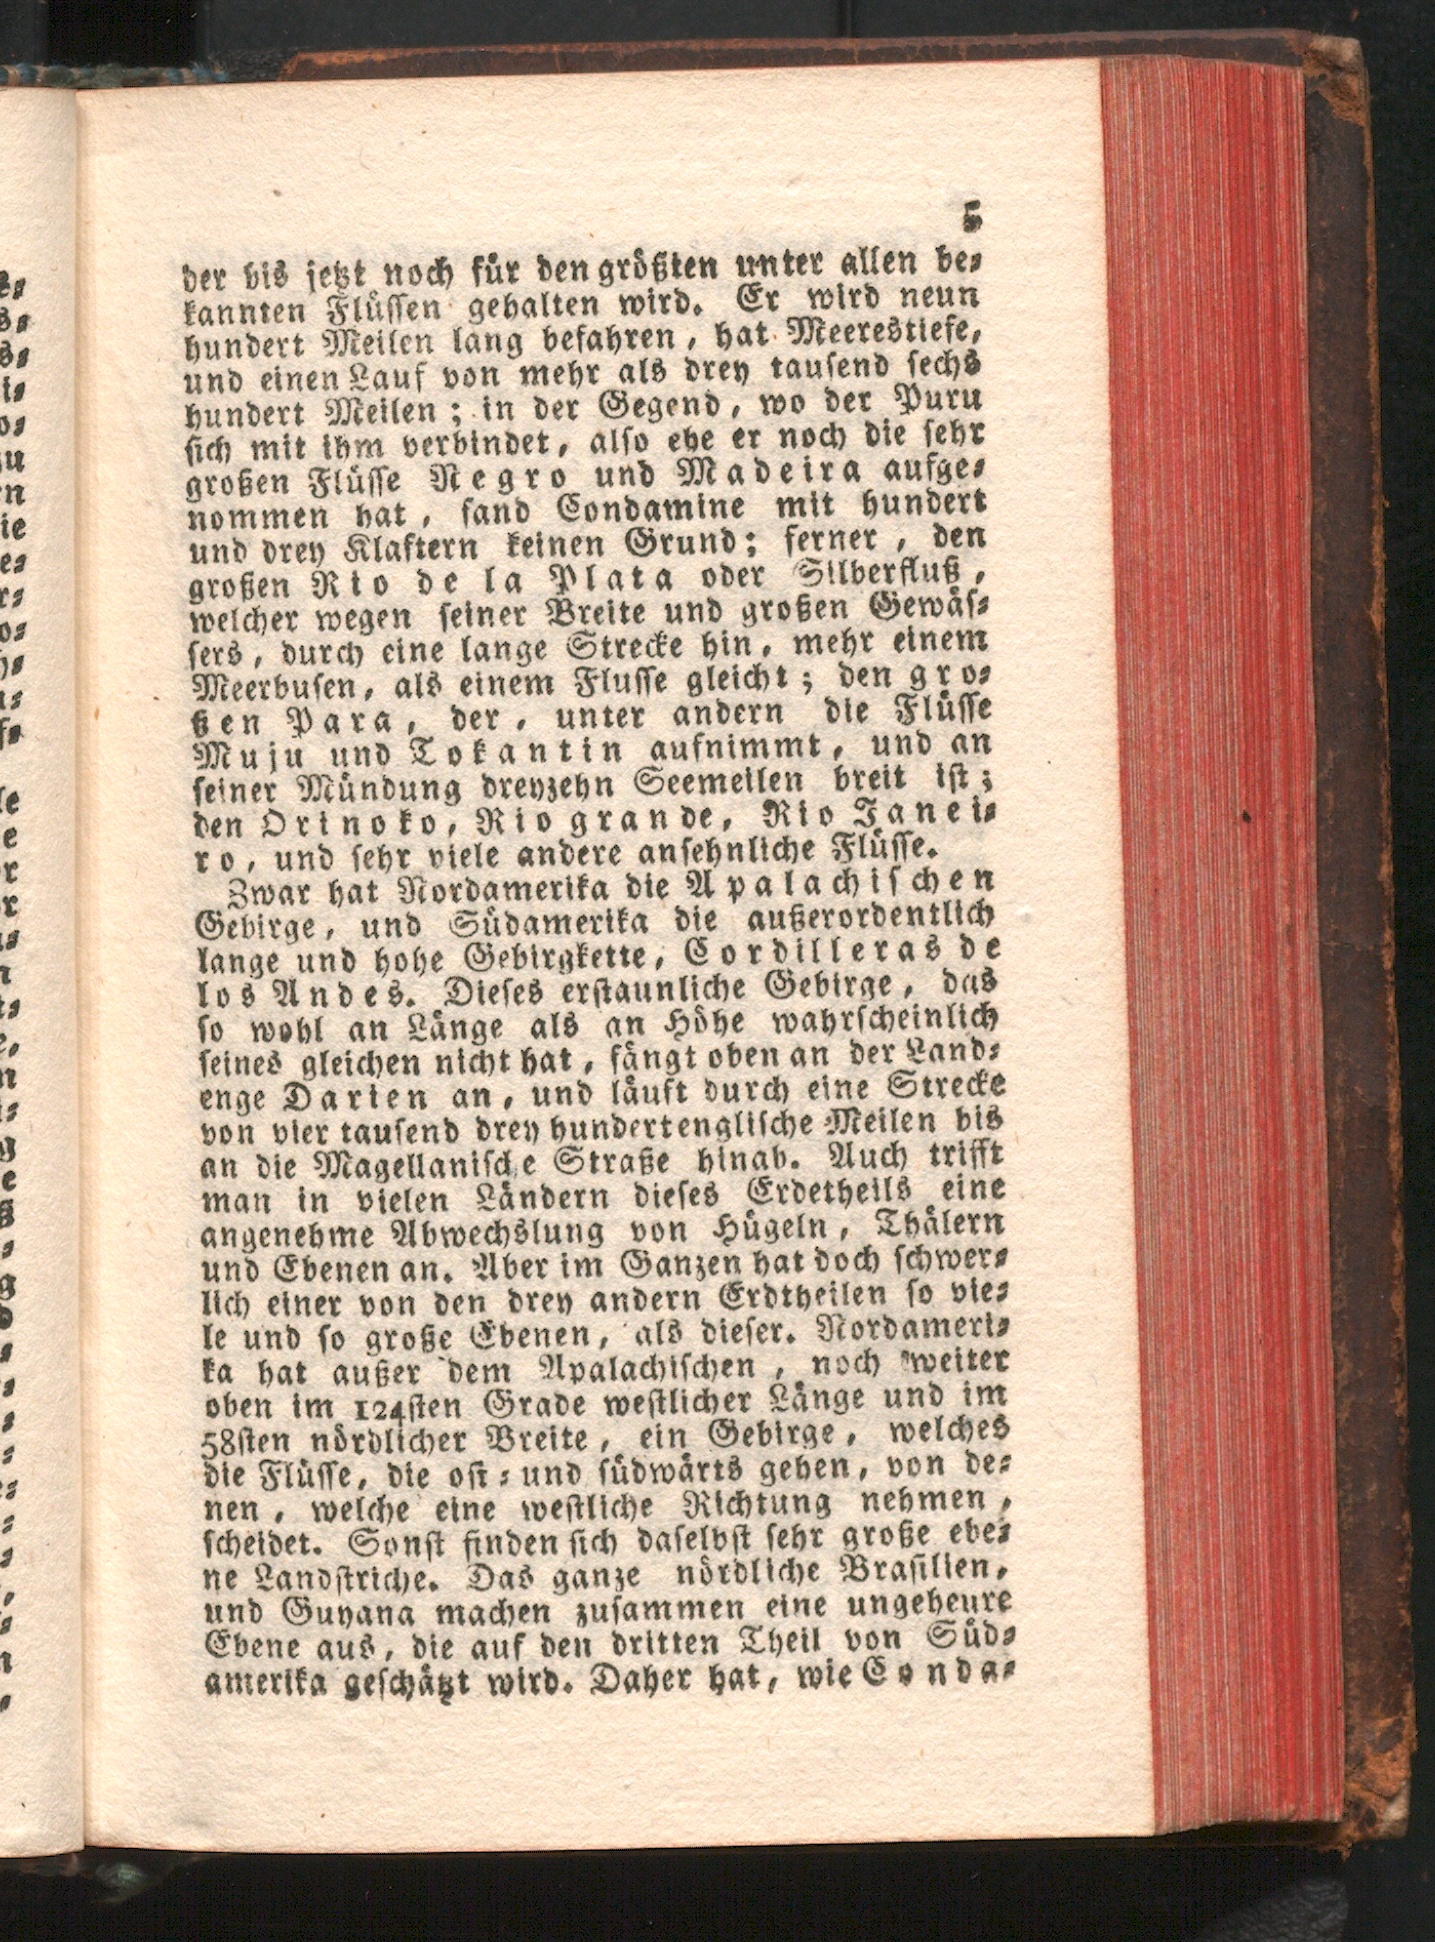 5
der bis jetzt noch für den größten unter allen be-
kannten Flüssen gehalten wird. Er wird neun
hundert Meilen lang befahren, hat Meerestiefe,
und einen Lauf von mehr als drey tausend sechs
hundert Meilen; in der Gegend, wo der Puru
sich mit ihm verbindet, also ehe er noch die sehr
großen Flüsse Negro und Madeira aufge-
nommen hat, fand Condamine mit hundert
und drey Klaftern keinen Grund; ferner, den
großen Rio de la Plata oder Silberfluß,
welcher wegen seiner Breite und großen Gewäs-
sers, durch eine lange Strecke hin, mehr einem
Meerbusen, als einem Flusse gleicht; den gro-
ßen Para, der, unter andern die Flüsse
Muju und Tokantin aufnimmt, und an
seiner Mündung dreyzehn Seemeilen breit ist;
den Orinoko, Rio grande, Rio Janei-
ro, und sehr viele andere ansehnliche Flüsse.
Zwar hat Nordamerika die Apalachischen
Gebirge, und Südamerika die außerordentlich
lange und hohe Gebirgkette, Cordilleras de
los Andes. Dieses erstaunliche Gebirge, das
so wohl an Länge als an Höhe wahrscheinlich
seines gleichen nicht hat, fängt oben an der Land-
enge Darien an, und läuft durch eine Strecke
von vier tausend drey hundert englische Meilen bis
an die Magellanische Straße hinab. Auch trifft
man in vielen Ländern dieses Erdetheils eine
angenehme Abwechslung von Hügeln, Thälern
und Ebenen an. Aber im Ganzen hat doch schwer-
lich einer von den drey andern Erdtheilen so vie-
le und so große Ebenen, als dieser. Nordameri-
ka hat außer dem Apalachischen, noch weiter
oben im 124sten Grade westlicher Länge und im
58sten nördlicher Breite, ein Gebirge, welches
die Flüsse, die ost- und südwärts gehen, von de-
nen, welche eine westliche Richtung nehmen,
scheidet. Sonst finden sich daselbst sehr große ebe-
ne Landstriche. Das ganze nördliche Brasilien,
und Guyana machen zusammen eine ungeheure
Ebene aus, die auf den dritten Theil von Süd-
amerika geschätzt wird. Daher hat, wie Conda-